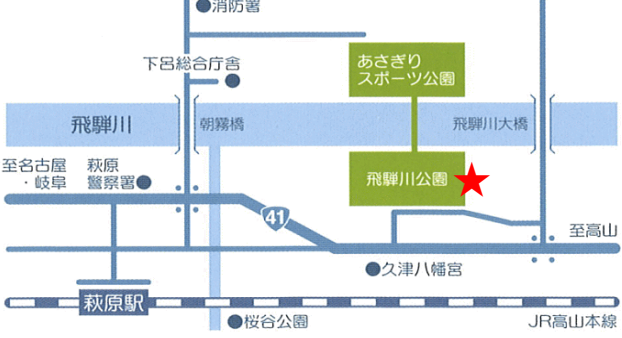 消防署
下呂総合庁舎
あさぎり
スポーツ公園
飛騨川
朝霧橋
飛騨川大橋
至名古屋
・岐阜
萩原
警察署
飛騨川公園
41
至高山
久津八幡宮
萩原駅
桜谷公園
JR高山本線